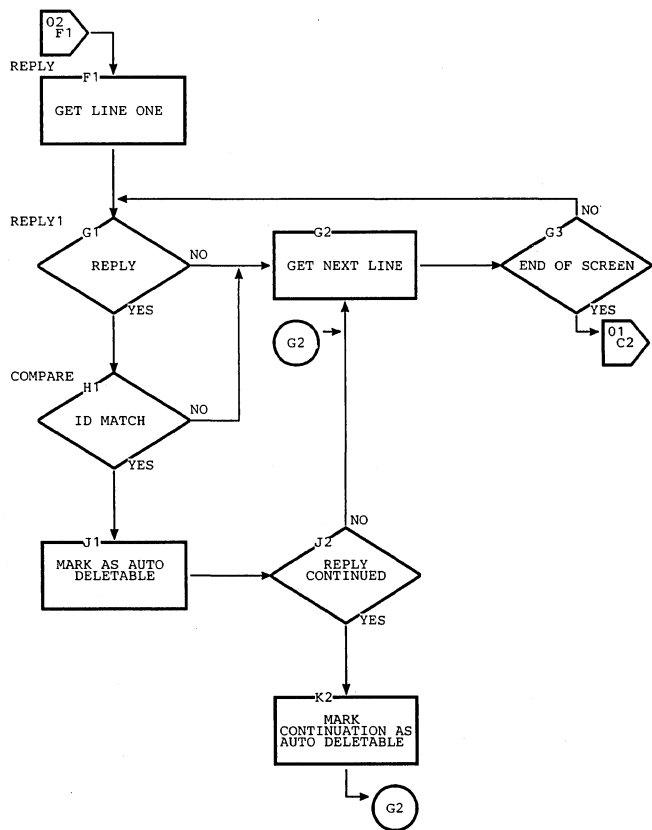 02
F1
REPLY
F1
GET LINE ONE
REPLY1
G1
REPLY
NO
YES
G2
GET NEXT LINE
NO
G3
END OF SCREEN
YES
01
C2
G2
COMPARE
H1
ID MATCH
NO
YES
J1
MARK AS AUTO
DELETABLE
NO
J2
REPLY
CONTINUED
YES
K2
MARK
CONTINUATION AS
AUTO DELETABLE
G2